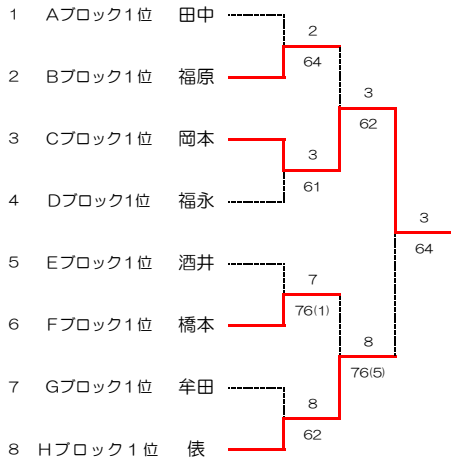 1 Aブロック1位 田中
2
64
2 Bブロック1位 福原
3
62
3 Cブロック1位 岡本
3
61
4 Dブロック1位 福永
3
64
5 Eブロック1位 酒井
7
76(1)
6 Fブロック1位 橋本
8
76(5)
7 Gブロック1位 牟田
8
62
8 Hブロック1位 俵